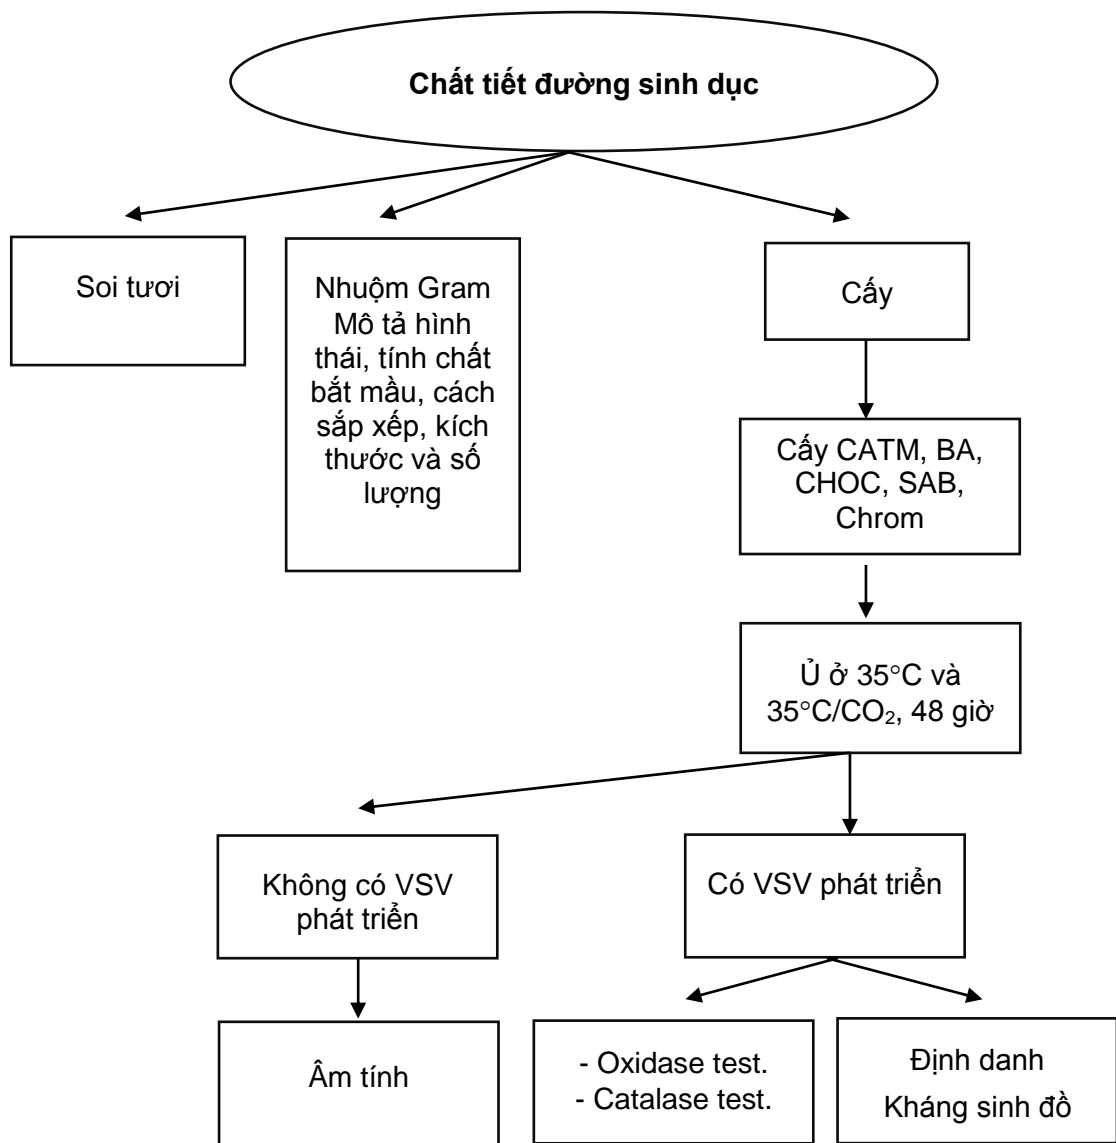 Chất tiết đường sinh dục
Soi tươi
Nhuộm Gram
Mô tả hình
thái, tính chất
bắt mầu, cách
sắp xếp, kích
thước và số
lượng
Cấy
Cấy CATM, BA,
CHOC, SAB,
Chrom
Ủ ở 35°C và
35°C/CO₂, 48 giờ
Không có VSV
phát triển
Có VSV phát triển
Âm tính
- Oxidase test.
- Catalase test.
Định danh
Kháng sinh đồ